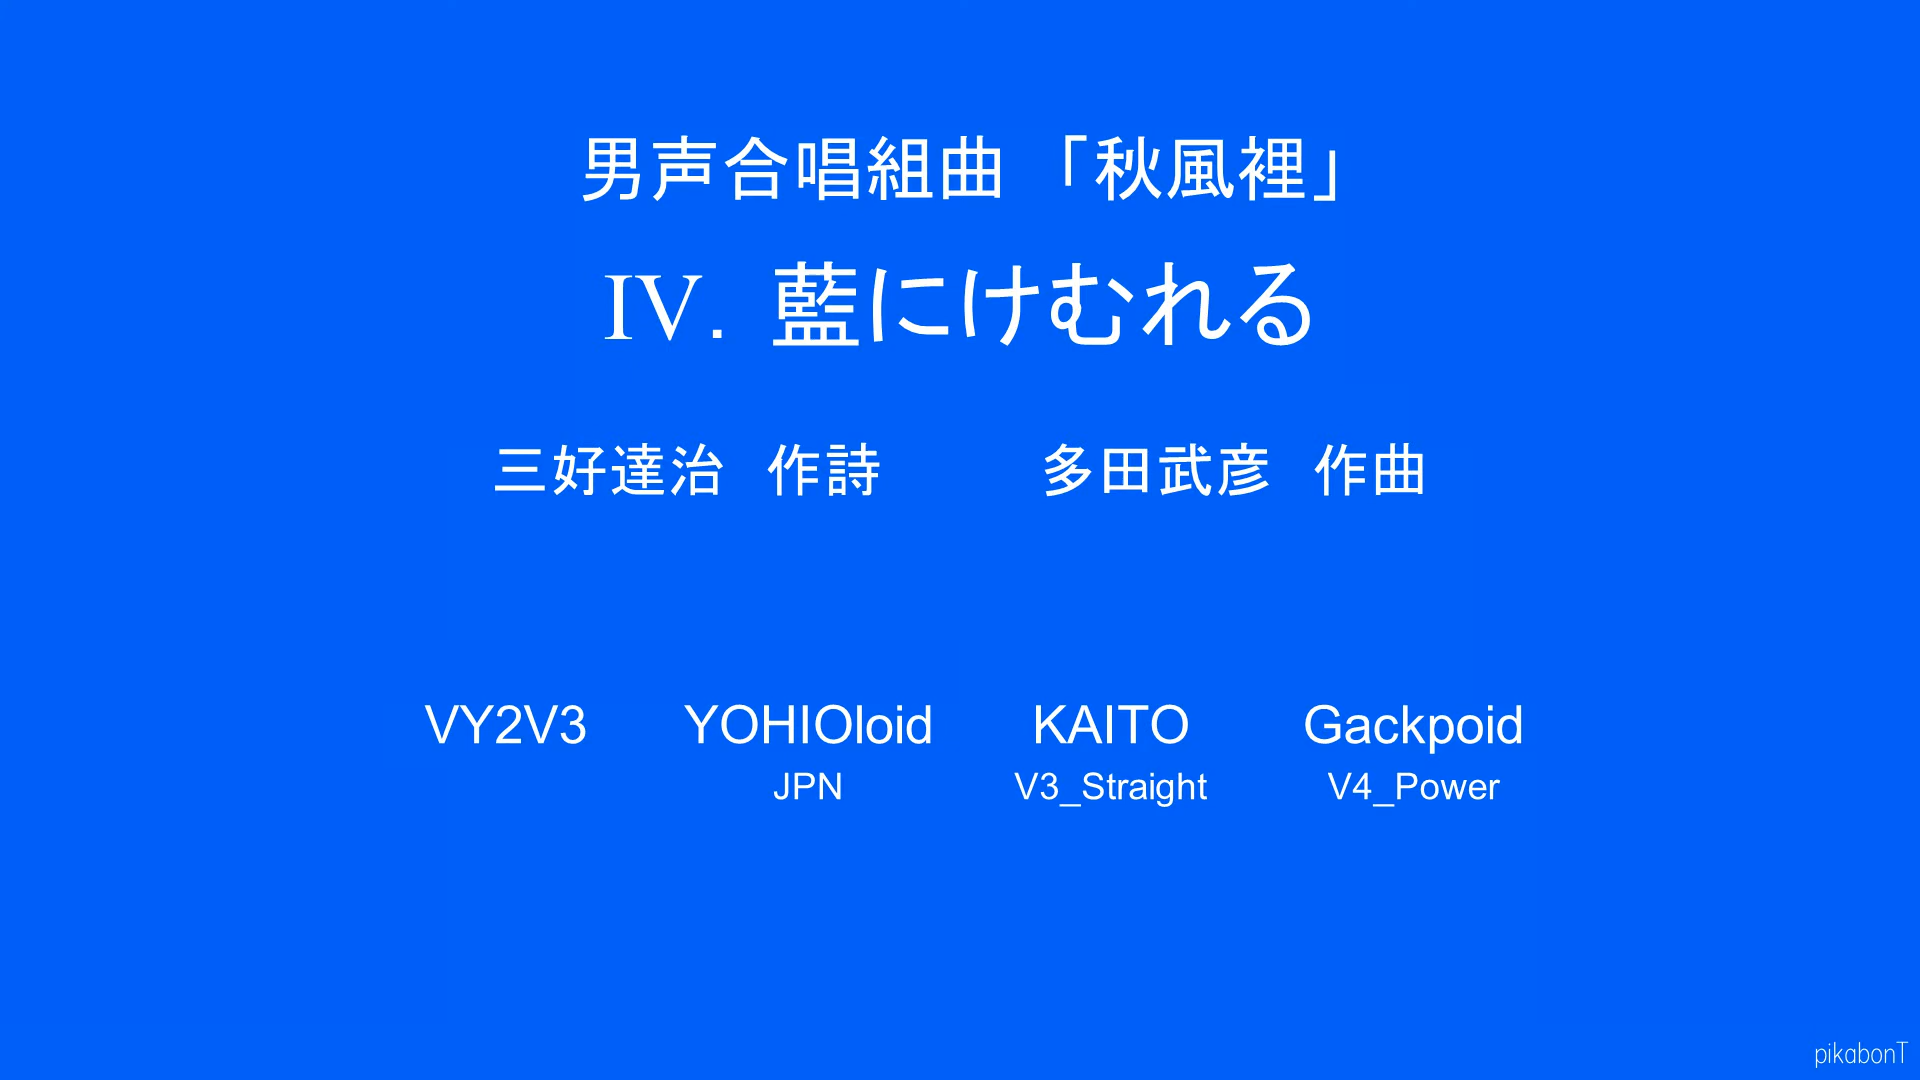 男声合唱組曲 「秋風裡」
IV. 藍にけむれる
三好達治 作詩 多田武彦 作曲
VY2V3 YOHIOloid KAITO Gackpoid
JPN V3_Straight V4_Power
pikabonT